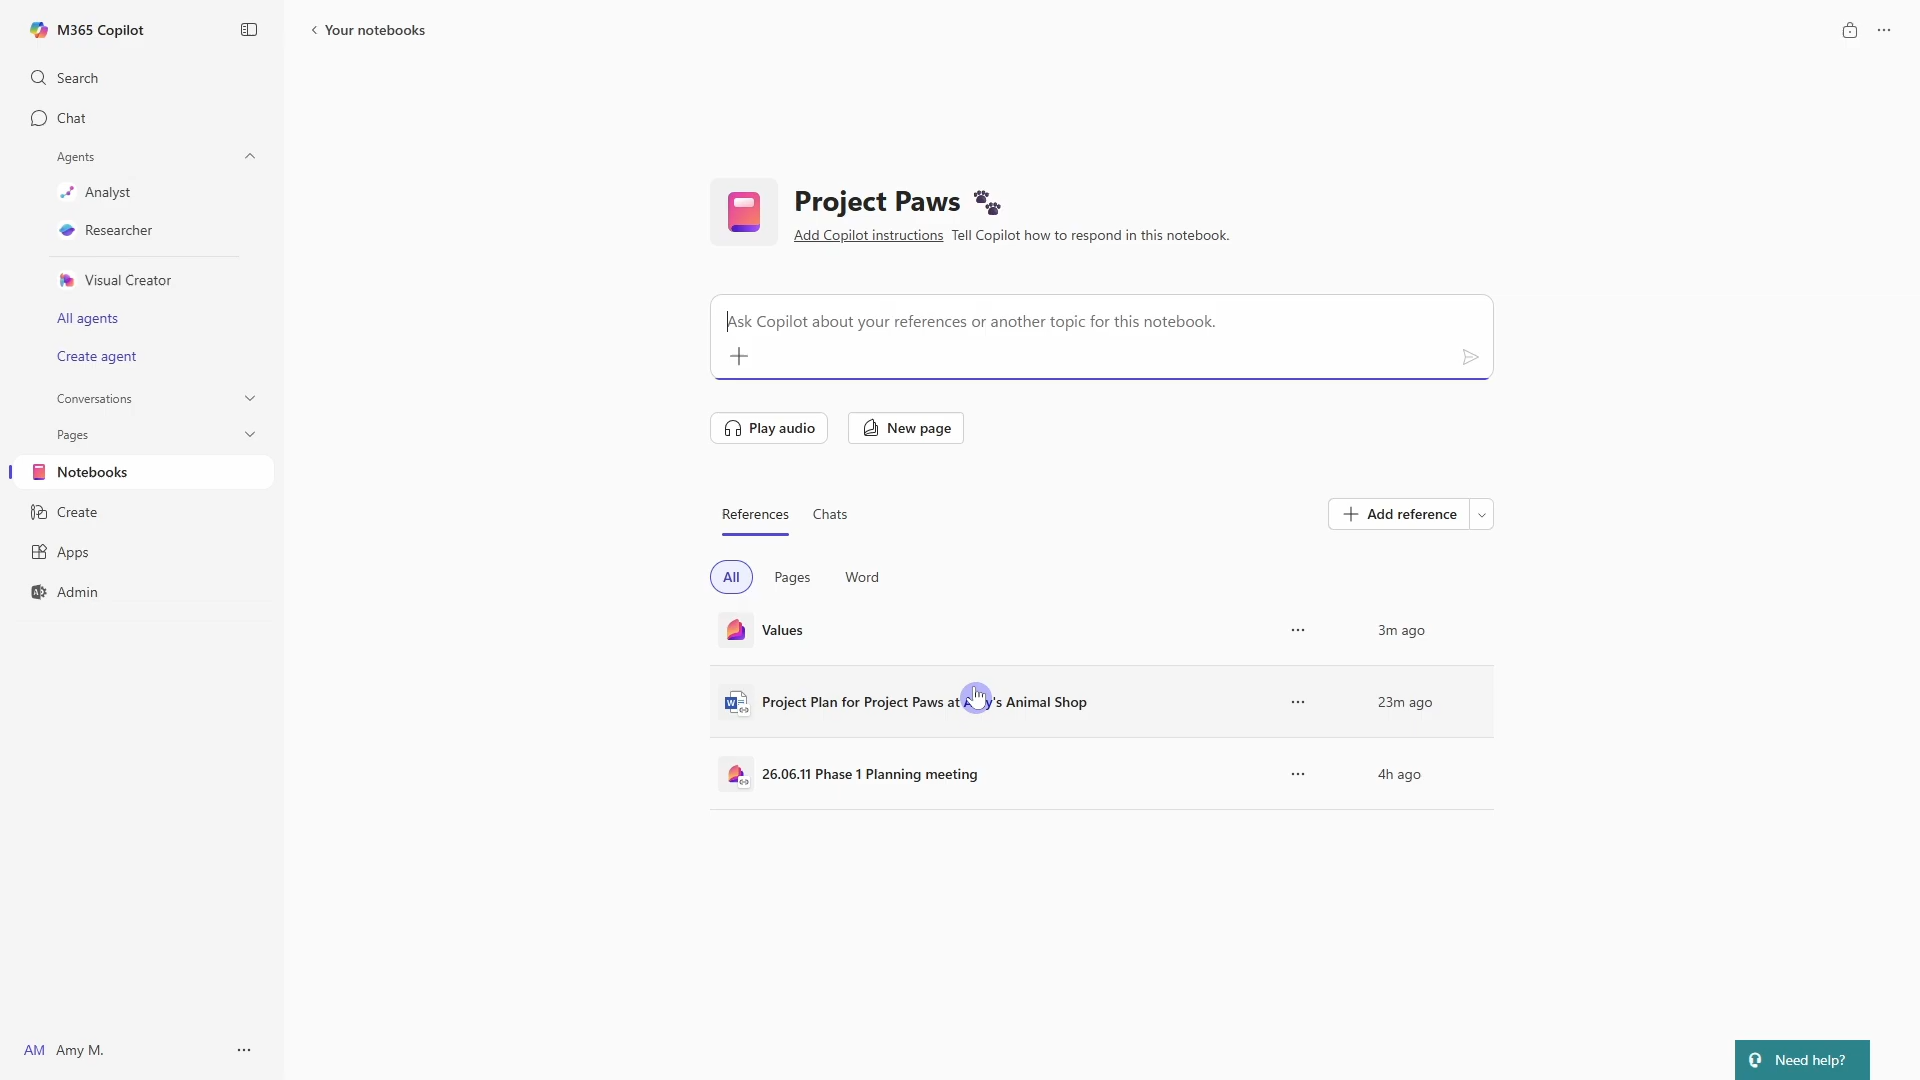 M365 Copilot
Search
Chat
Agents
Analyst
Researcher
Visual Creator
All agents
Create agent
Conversations
Pages
Notebooks
Create
Apps
Admin
AM Amy M.
Your notebooks
Project Paws
Add Copilot instructions Tell Copilot how to respond in this notebook.
Ask Copilot about your references or another topic for this notebook.
Play audio New page
References Chats Add reference
All Pages Word
Values 3m ago
Project Plan for Project Paws at Amy's Animal Shop 23m ago
26.06.11 Phase 1 Planning meeting 4h ago
Need help?